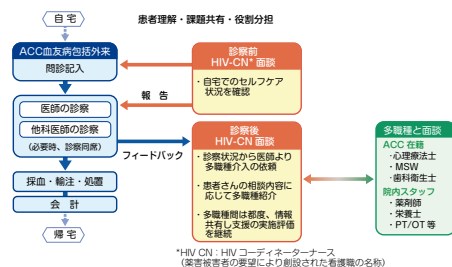 自 宅
患者理解・課題共有・役割分担
ACC血友病包括外来
問診記入
診察前
HIV-CN* 面談
・自宅でのセルフケア
状況を確認
報 告
医師の診察
他科医師の診察
(必要時、診察同席)
フィードバック
診察後
HIV-CN 面談
・診察状況から医師より
多職種介入の依頼
・患者さんの相談内容に
応じて多職種紹介
・多職種間は都度、情報
共有し支援の実施評価
を継続
多職種と面談
ACC 在籍
・心理療法士
・MSW
・歯科衛生士
院内スタッフ
・薬剤師
・栄養士
・PT/OT 等
採血・輸注・処置
会 計
帰 宅
*HIV CN：HIV コーディネーターナース
(薬害被害者の要望により創設された看護職の名称)